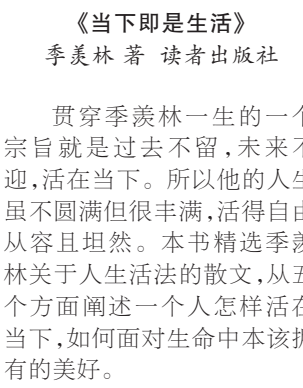 《当下即是生活》
季羡林 著 读者出版社
贯穿季羡林一生的一个
宗旨就是过去不留,未来不
迎,活在当下。所以他的人生
虽不圆满但很丰满,活得自由
从容且坦然。本书精选季羡
林关于人生活法的散文,从五
个方面阐述一个人怎样活在
当下,如何面对生命中本该拥
有的美好。